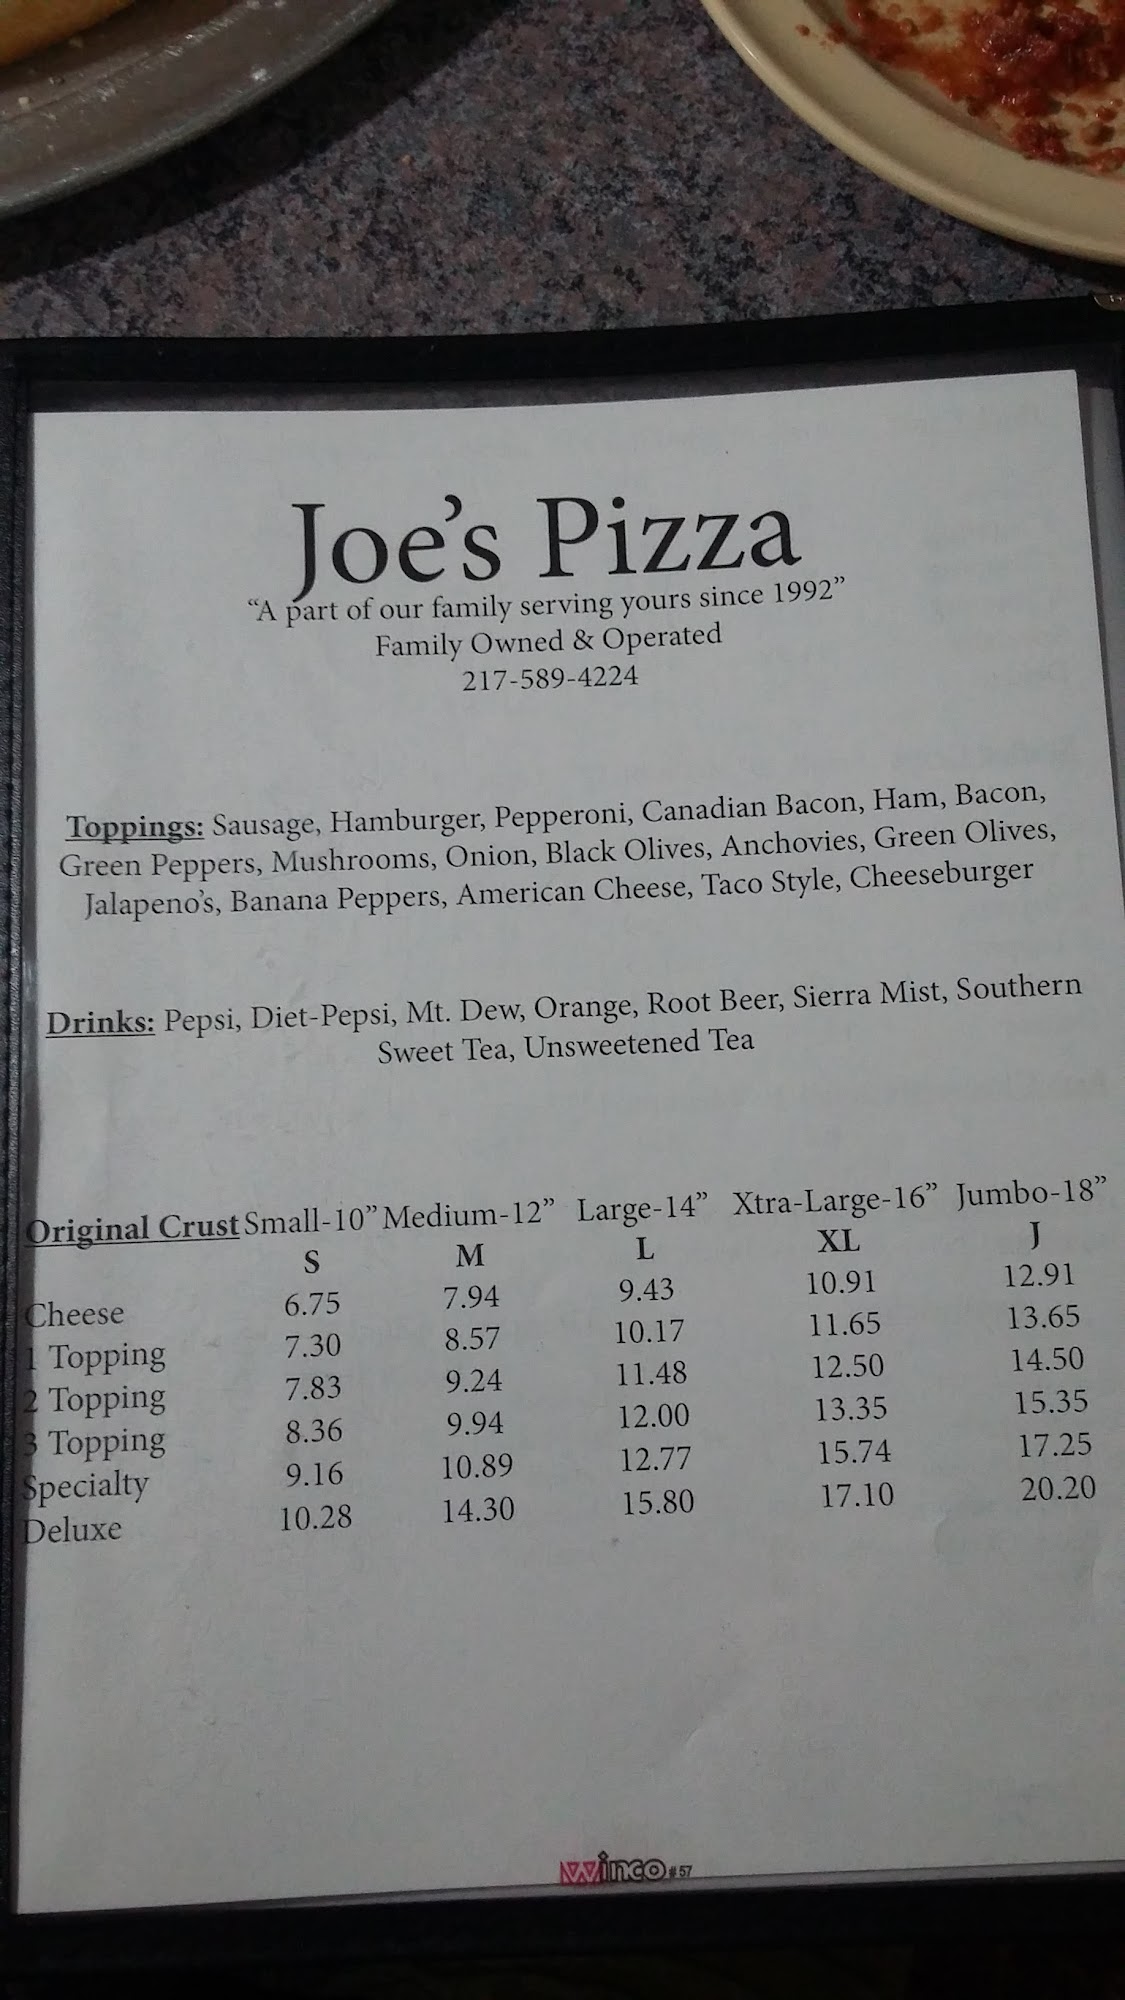 Joe's Pizza
“A part of our family serving yours since 1992”
Family Owned & Operated
217-589-4224
Toppings: Sausage, Hamburger, Pepperoni, Canadian Bacon, Ham, Bacon,
Green Peppers, Mushrooms, Onion, Black Olives, Anchovies, Green Olives,
Jalapeno's, Banana Peppers, American Cheese, Taco Style, Cheeseburger
Drinks: Pepsi, Diet-Pepsi, Mt. Dew, Orange, Root Beer, Sierra Mist, Southern
Sweet Tea, Unsweetened Tea
Original Crust Small-10” Medium-12” Large-14” Xtra-Large-16” Jumbo-18”
S M L XL J
Cheese 6.75 7.94 9.43 10.91 12.91
1 Topping 7.30 8.57 10.17 11.65 13.65
2 Topping 7.83 9.24 11.48 12.50 14.50
3 Topping 8.36 9.94 12.00 13.35 15.35
Specialty 9.16 10.89 12.77 15.74 17.25
Deluxe 10.28 14.30 15.80 17.10 20.20
winco #57